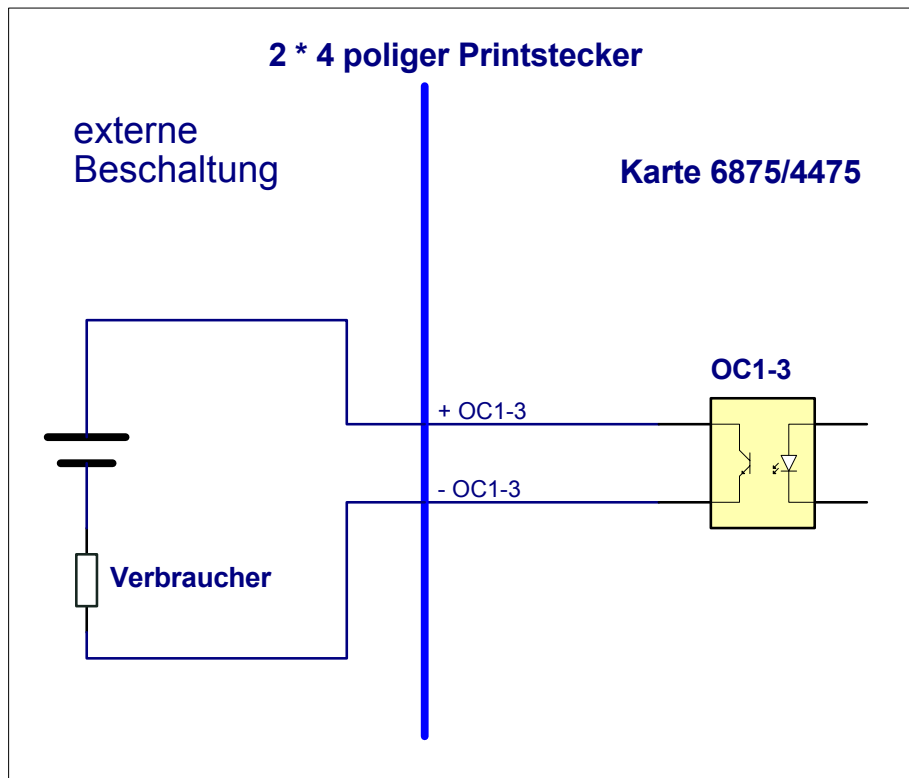 2 * 4 poliger Printstecker
externe
Beschaltung
Karte 6875/4475
OC1-3
+ OC1-3
- OC1-3
Verbraucher